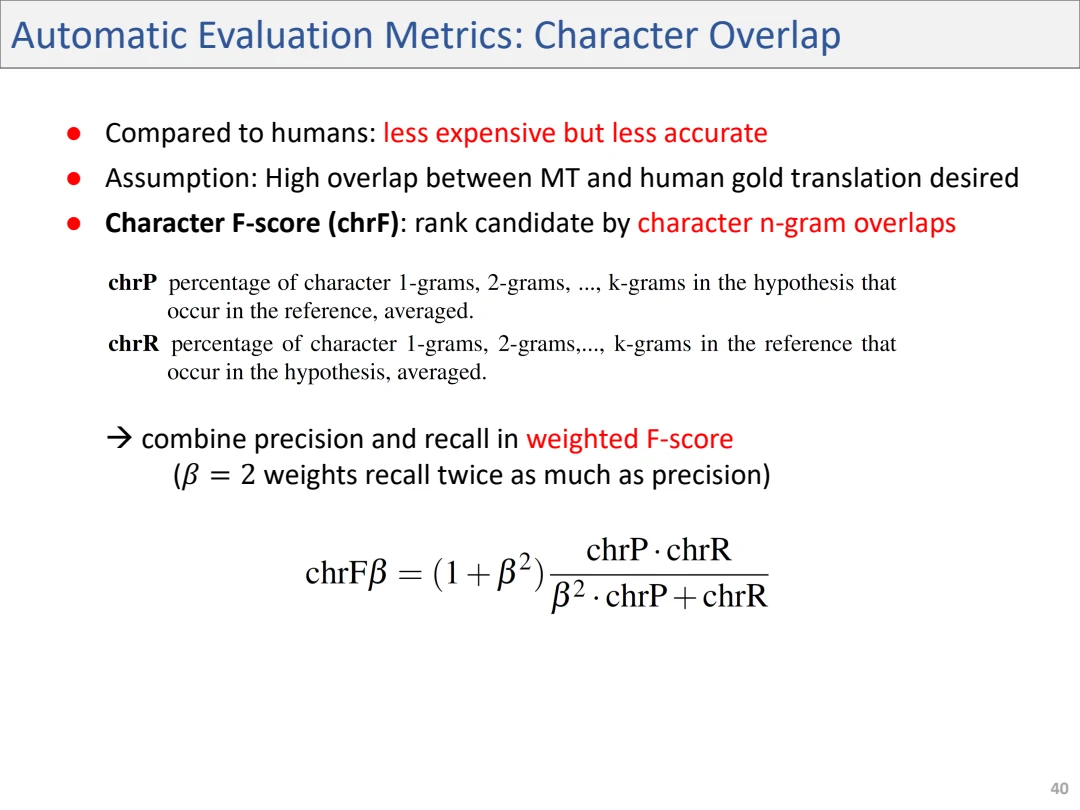 Automatic Evaluation Metrics: Character Overlap
● Compared to humans: less expensive but less accurate
● Assumption: High overlap between MT and human gold translation desired
● Character F-score (chrF): rank candidate by character n-gram overlaps
chrP percentage of character 1-grams, 2-grams, ..., k-grams in the hypothesis that
occur in the reference, averaged.
chrR percentage of character 1-grams, 2-grams,..., k-grams in the reference that
occur in the hypothesis, averaged.
→ combine precision and recall in weighted F-score
(β = 2 weights recall twice as much as precision)
chrFβ = (1 + β²) chrP · chrR / β² · chrP + chrR
40